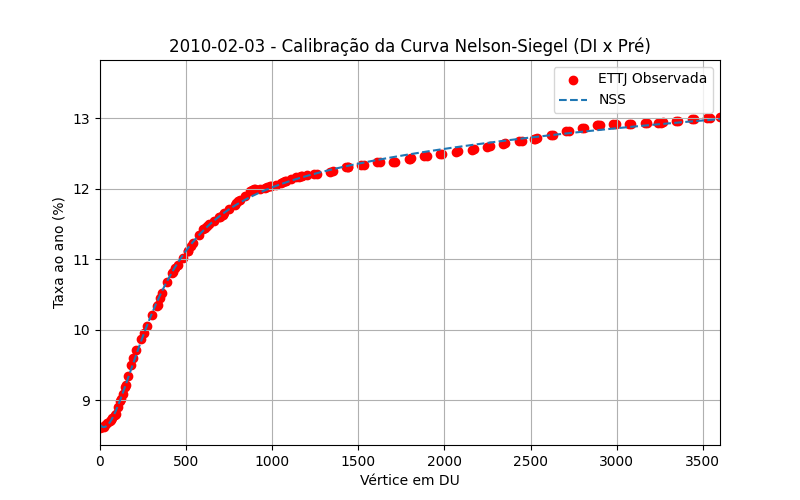 2010-02-03 - Calibração da Curva Nelson-Siegel (DI x Pré)
ETTJ Observada
NSS
Taxa ao ano (%)
13
12
11
10
9
0 500 1000 1500 2000 2500 3000 3500
Vértice em DU